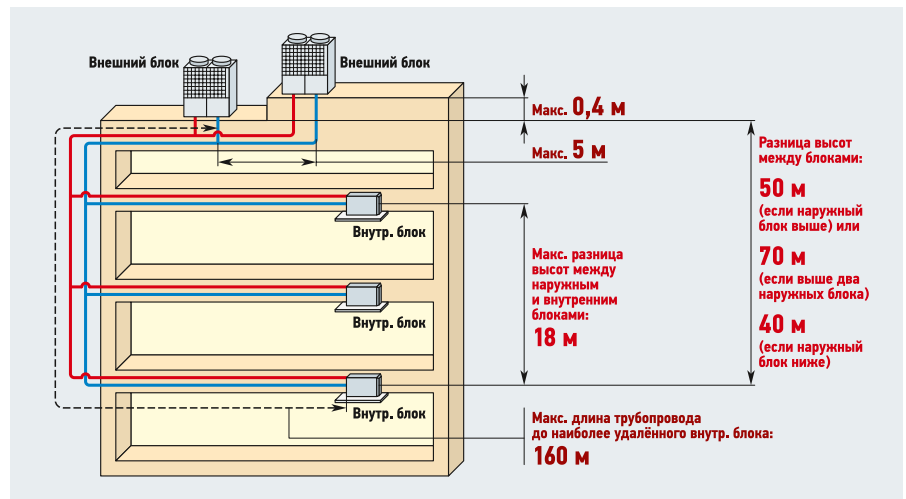 Внешний блок
Внешний блок
Макс. 0,4 м
Макс. 5 м
Разница высот
между блоками:
50 м
(если наружный
блок выше) или
70 м
(если выше два
наружных блока)
40 м
(если наружный
блок ниже)
Внутр. блок
Макс. разница
высот между
наружным
и внутренним
блоками:
18 м
Внутр. блок
Внутр. блок
Макс. длина трубопровода
до наиболее удалённого внутр. блока:
160 м